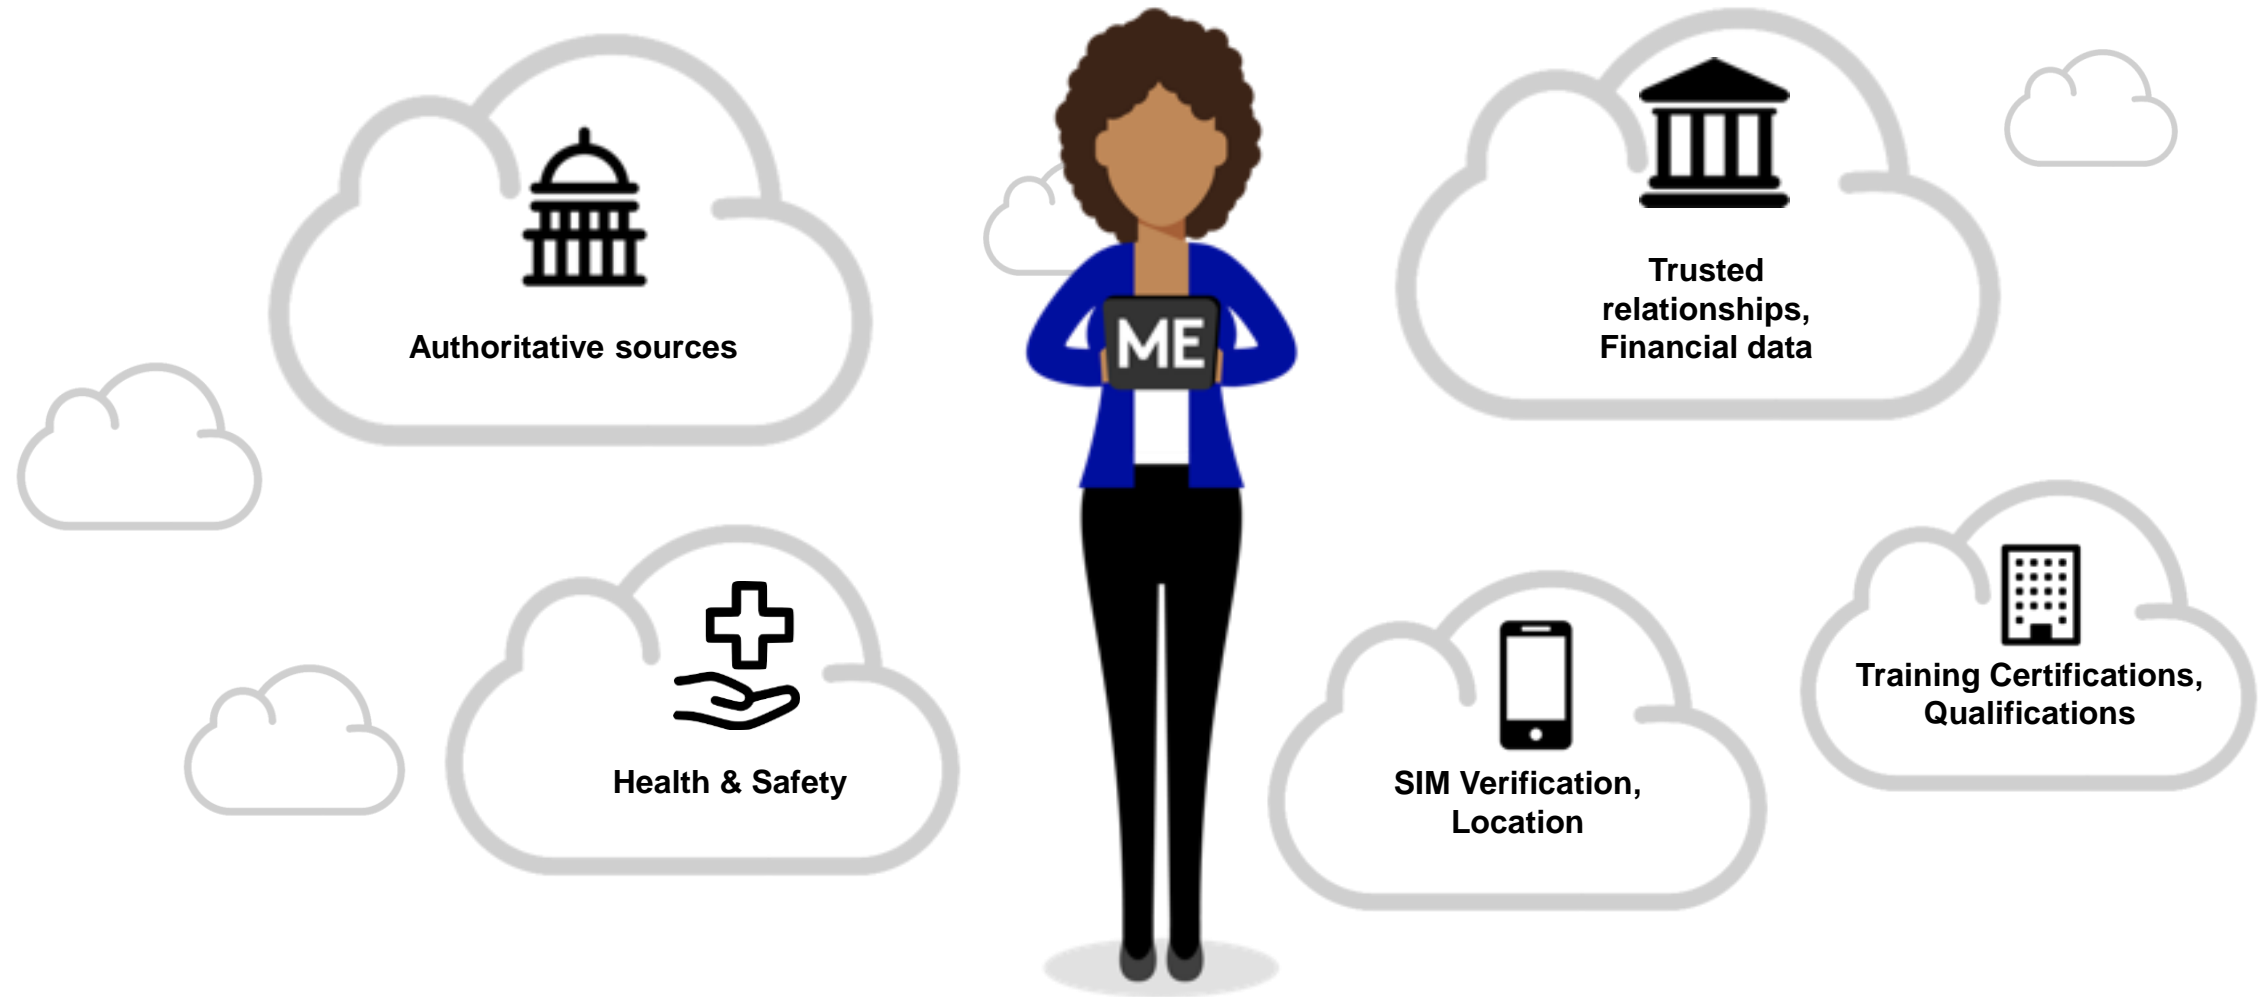 Authoritative sources
ME
Trusted
relationships,
Financial data
Health & Safety
SIM Verification,
Location
Training Certifications,
Qualifications